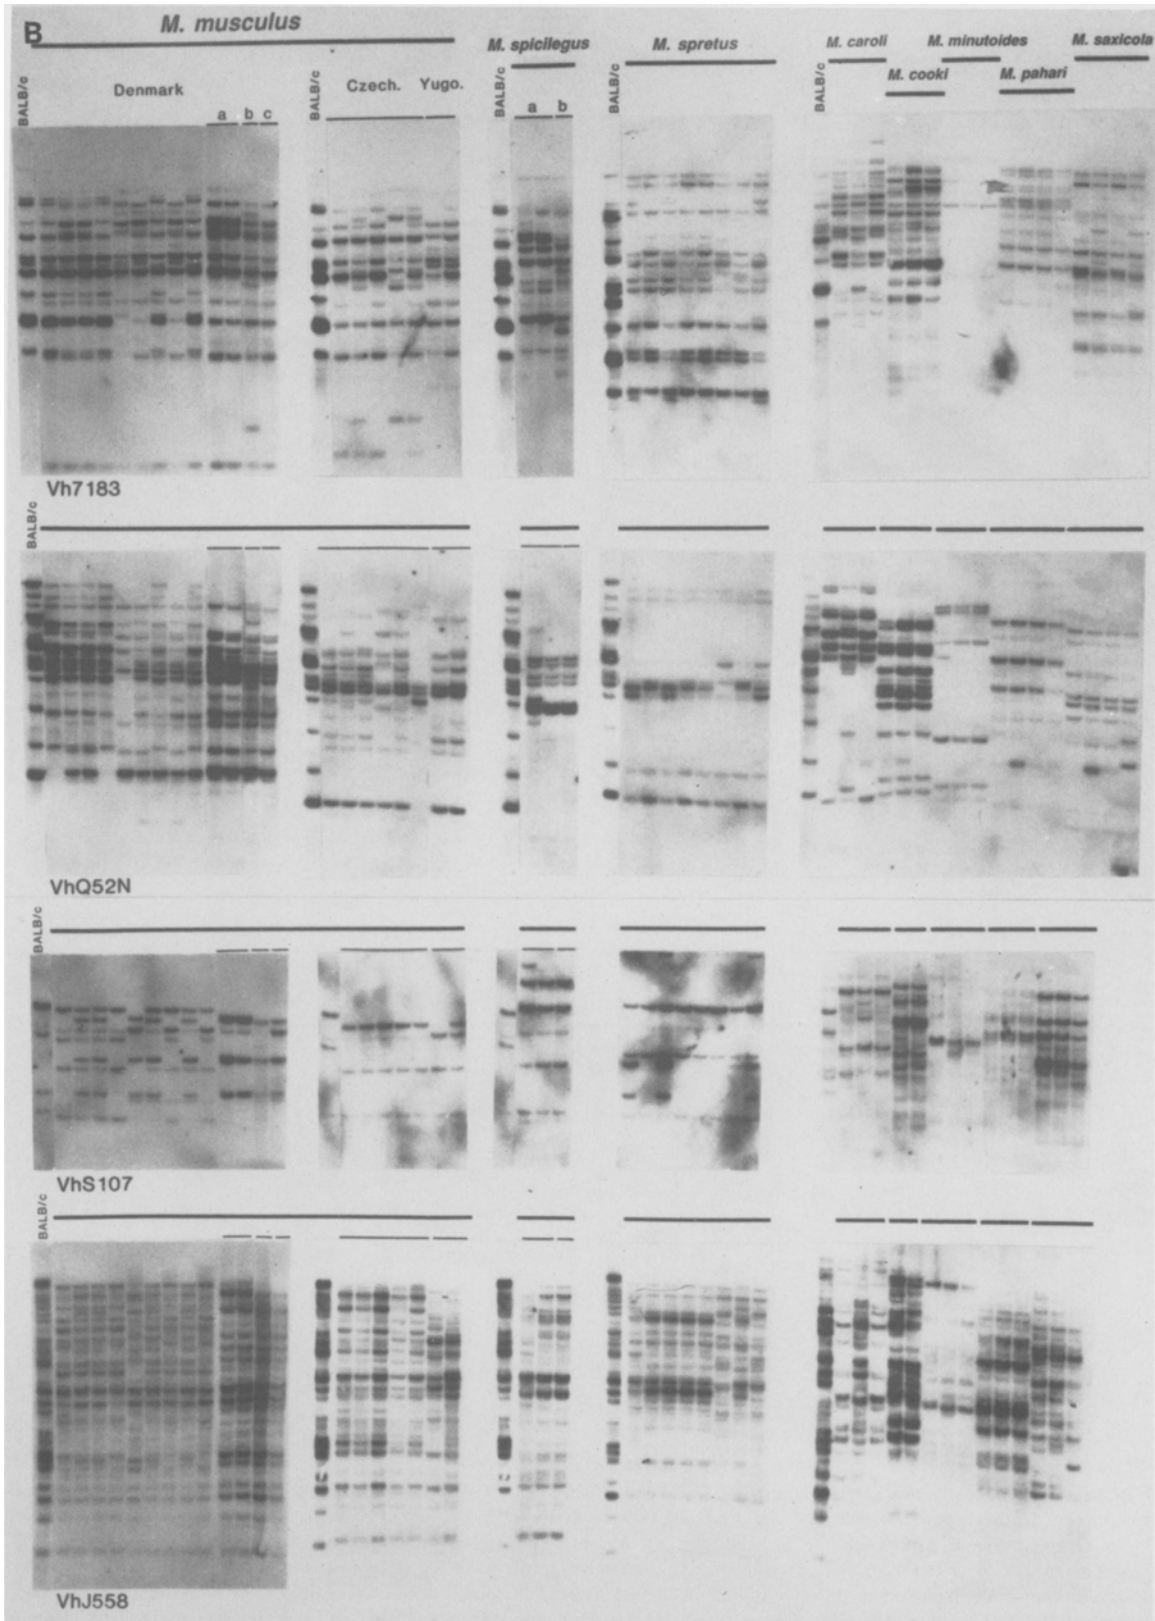 B
M. musculus
M. spicilegus
M. spretus
M. caroli
M. minutoides
M. saxicola
M. cooki
M. pahari
BALB/c
Denmark
a b c
BALB/c
Czech. Yugo.
BALB/c
a b
BALB/c
BALB/c
Vh7183
BALB/c
VhQ52N
BALB/c
VhS107
BALB/c
VhJ558